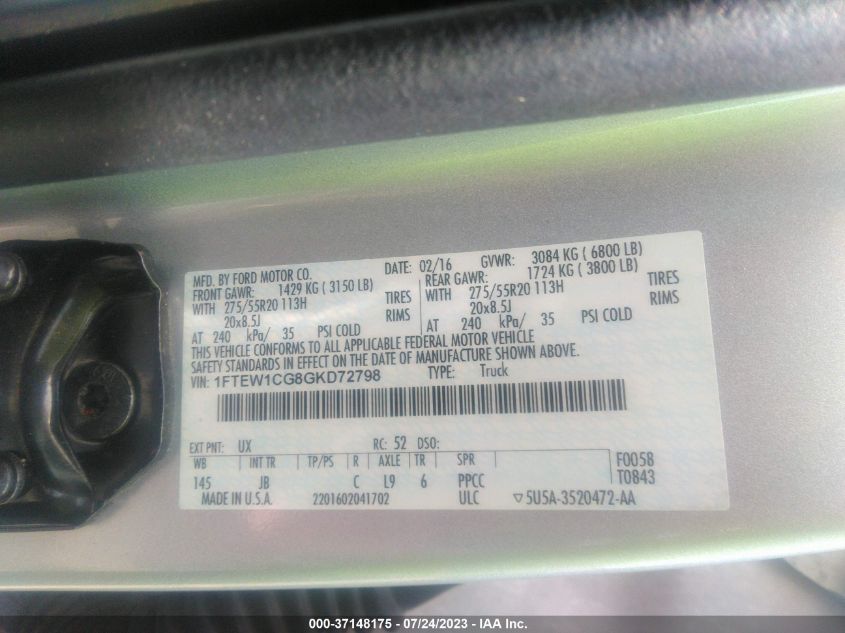 MFD. BY FORD MOTOR CO. DATE: 02/16 GVWR: 3084 KG ( 6800 LB)
FRONT GAWR: 1429 KG ( 3150 LB) REAR GAWR: 1724 KG ( 3800 LB)
WITH 275/55R20 113H TIRES WITH 275/55R20 113H TIRES
20x8.5J RIMS 20x8.5J RIMS
AT 240 kPa/ 35 PSI COLD AT 240 kPa/ 35 PSI COLD
THIS VEHICLE CONFORMS TO ALL APPLICABLE FEDERAL MOTOR VEHICLE
SAFETY STANDARDS IN EFFECT ON THE DATE OF MANUFACTURE SHOWN ABOVE.
VIN: 1FTEW1CG8GKD72798 TYPE: Truck
EXT PNT: UX RC: 52 DSO:
WB INT TR TP/PS R AXLE TR SPR F0058
145 JB C L9 6 PPCC T0843
MADE IN U.S.A. 2201602041702 ULC ▽5U5A-3520472-AA
000-37148175 - 07/24/2023 - IAA Inc.